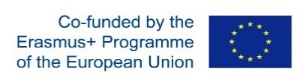 Co-funded by the
Erasmus+ Programme
of the European Union